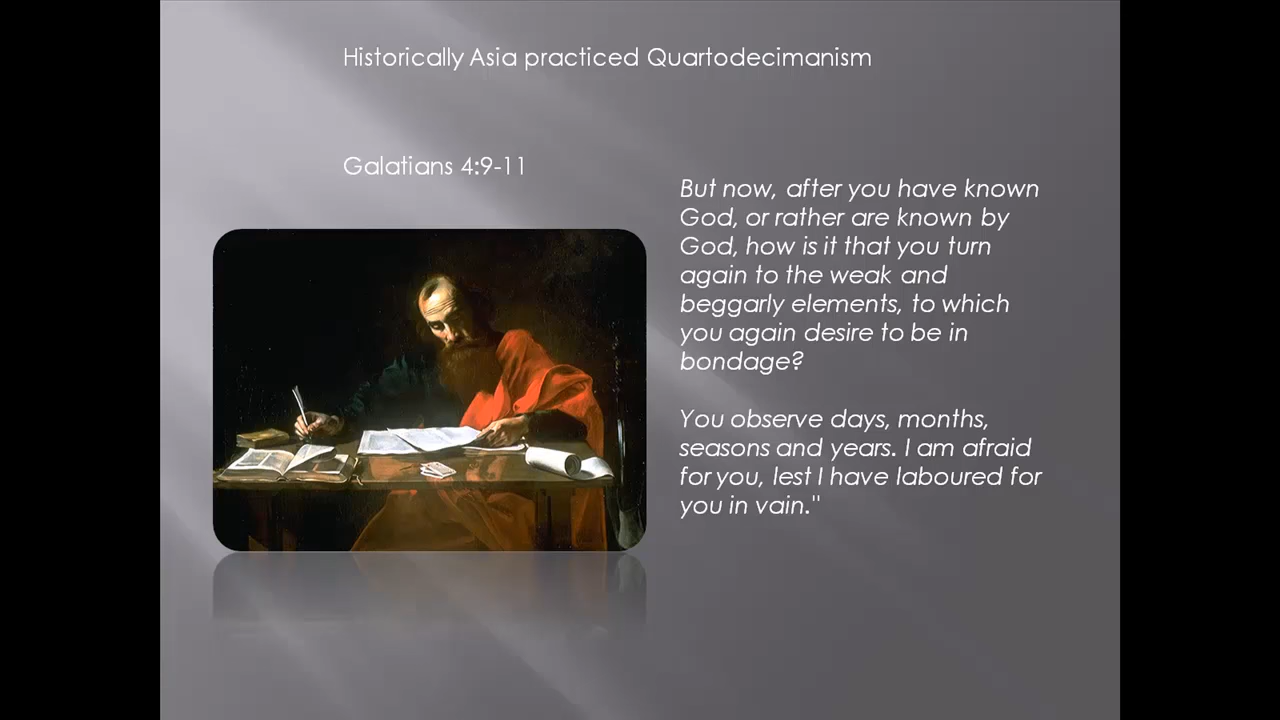 Historically Asia practiced Quartodecimanism
Galatians 4:9-11
But now, after you have known
God, or rather are known by
God, how is it that you turn
again to the weak and
beggarly elements, to which
you again desire to be in
bondage?
You observe days, months,
seasons and years. I am afraid
for you, lest I have laboured for
you in vain."